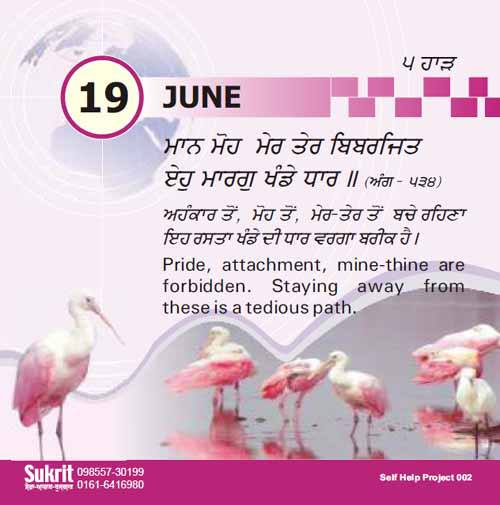 ੫ ਹਾੜ
19 JUNE
ਮਾਨ ਮੋਹ ਮੇਰ ਤੇਰ ਬਿਬਰਜਿਤ
ਏਹੁ ਮਾਰਗੁ ਖੰਡੇ ਧਾਰ ॥ (ਅੰਗ - ੫੩੪)
ਅਹੰਕਾਰ ਤੋਂ, ਮੋਹ ਤੋਂ, ਮੇਰ-ਤੇਰ ਤੋਂ ਬਚੇ ਰਹਿਣਾ
ਇਹ ਰਸਤਾ ਖੰਡੇ ਦੀ ਧਾਰ ਵਰਗਾ ਬਰੀਕ ਹੈ।
Pride, attachment, mine-thine are
forbidden. Staying away from
these is a tedious path.
Sukrit 098557-30199
0161-6416980
Self Help Project 002